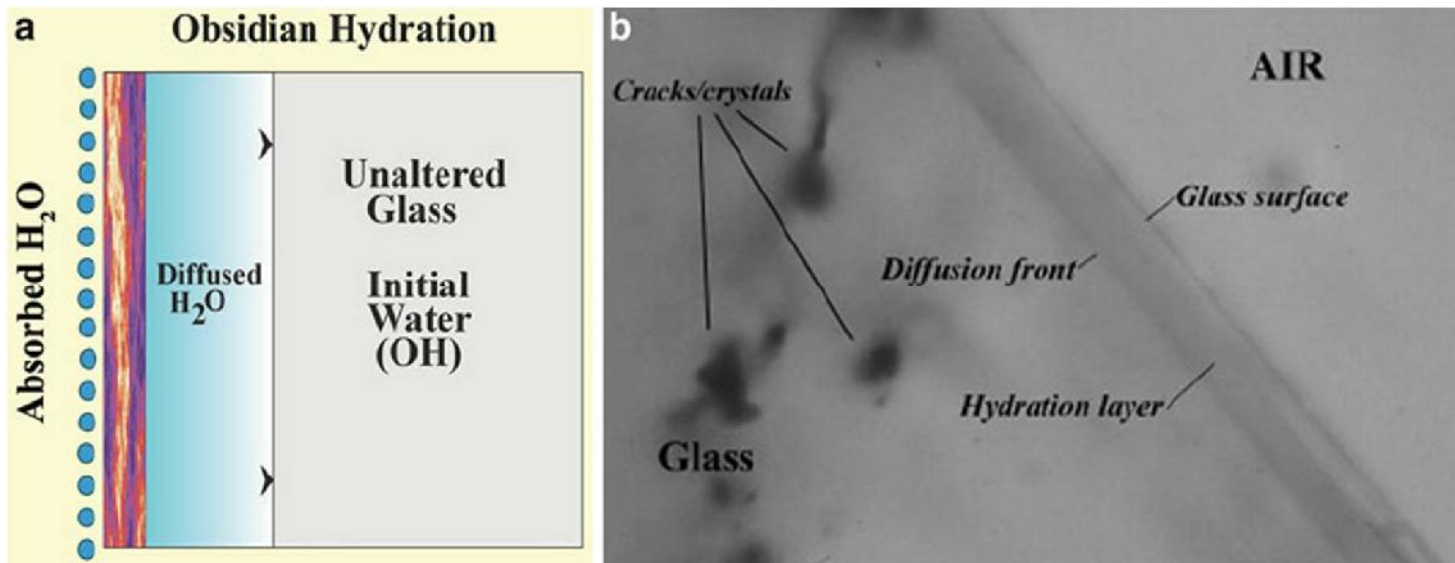 a
Obsidian Hydration
Absorbed H₂O
Diffused
H₂O
Unaltered
Glass
Initial
Water
(OH)
b
Cracks/crystals
AIR
Glass surface
Diffusion front
Hydration layer
Glass